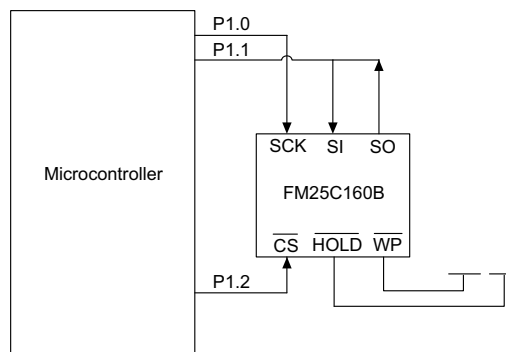 P1.0
P1.1
SCK SI SO
Microcontroller
FM25C160B
CS HOLD WP
P1.2